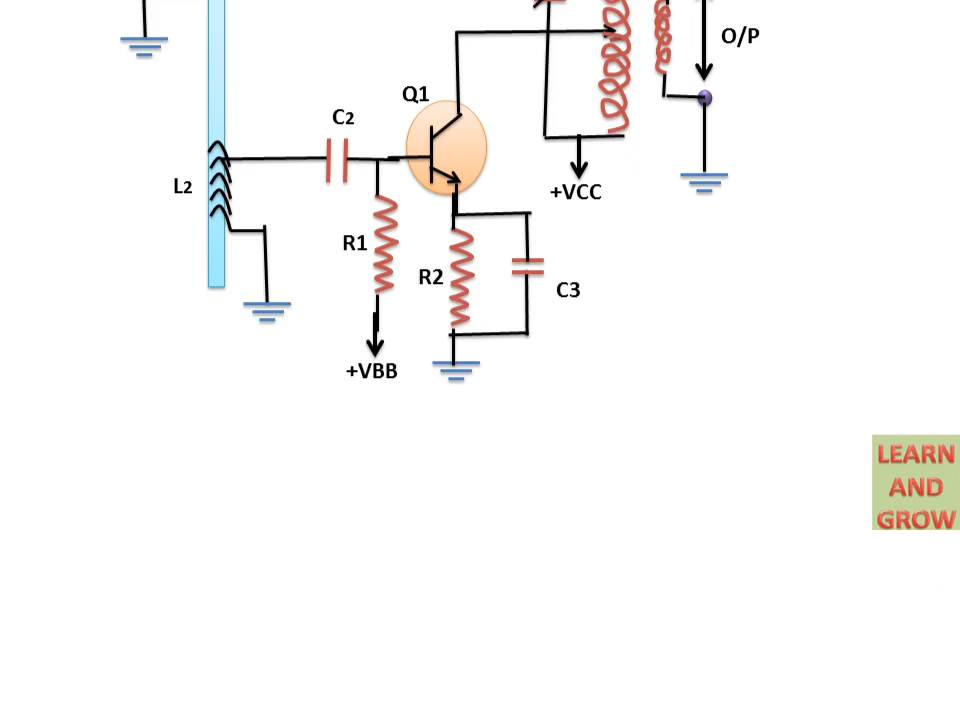 O/P
Q1
C2
+VCC
L2
R1
R2
C3
+VBB
LEARN
AND
GROW